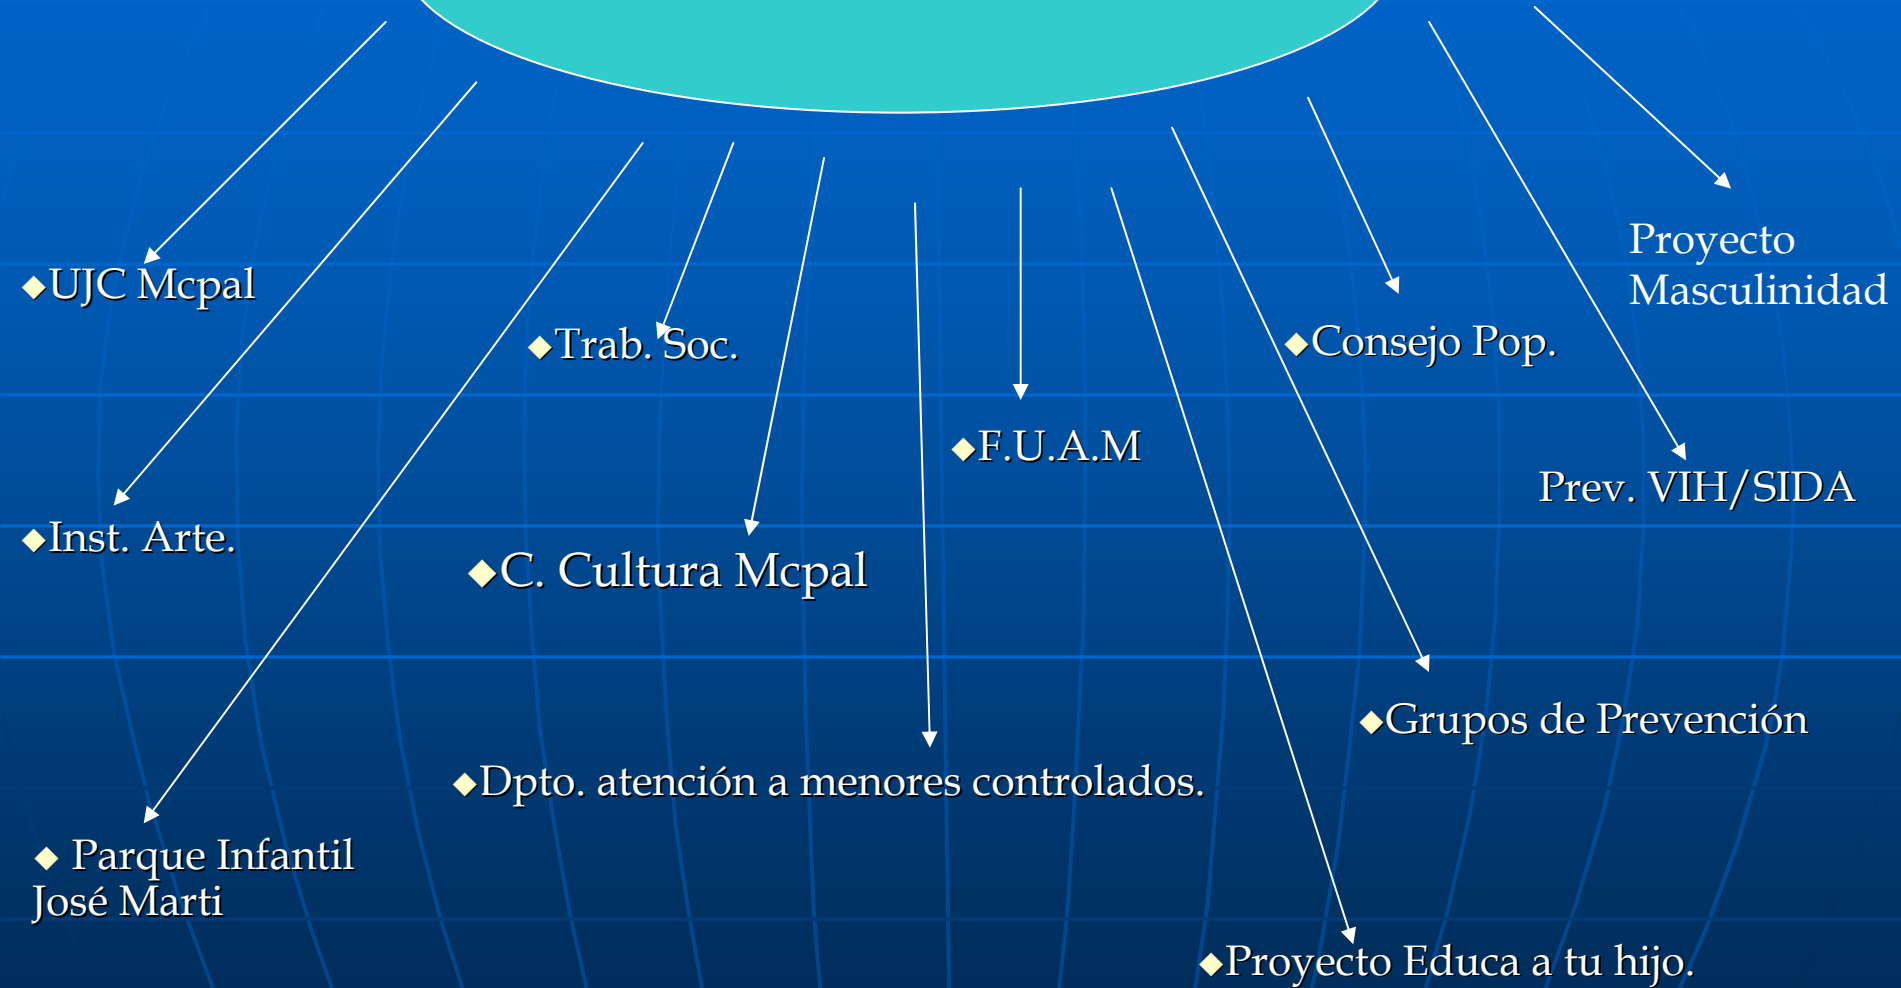 Proyecto
Masculinidad
◆UJC Mcpal
◆Trab. Soc.
◆Consejo Pop.
◆F.U.A.M
Prev. VIH/SIDA
◆Inst. Arte.
◆C. Cultura Mcpal
◆Grupos de Prevención
◆Dpto. atención a menores controlados.
◆ Parque Infantil
José Marti
◆Proyecto Educa a tu hijo.